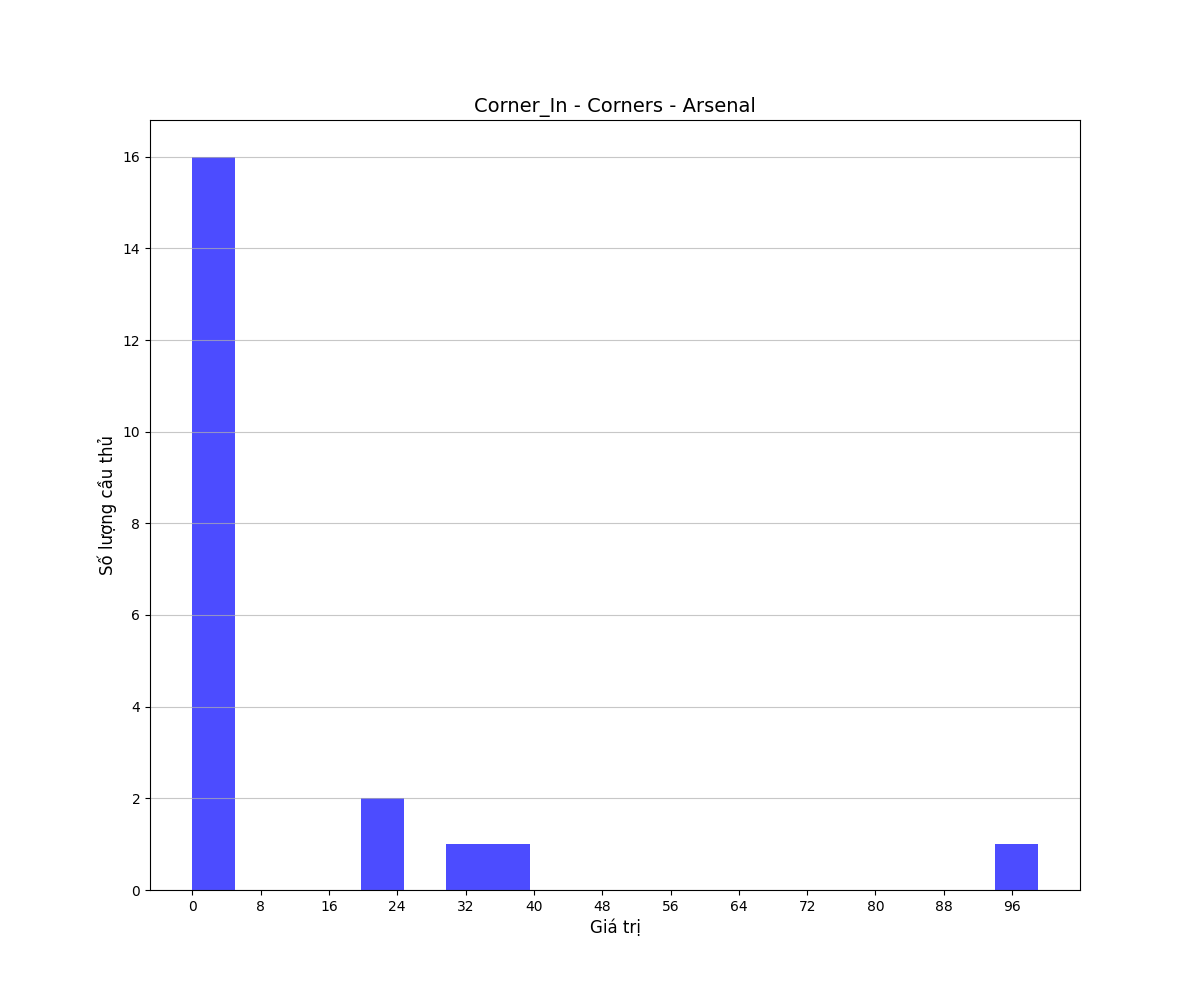 Corner_In - Corners - Arsenal
16
14
12
10
8
6
4
2
0
Số lượng cầu thủ
0 8 16 24 32 40 48 56 64 72 80 88 96
Giá trị